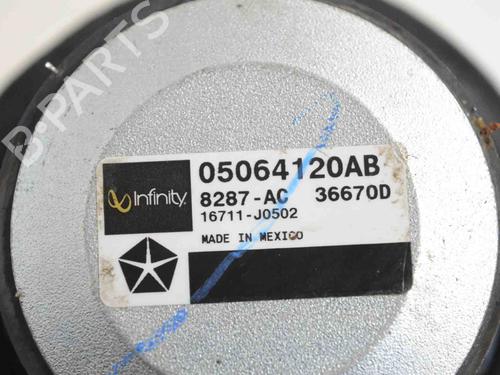 B-PARTS
Infinity
05064120AB
8287-AC 36670D
16711-J0502
MADE IN MEXICO